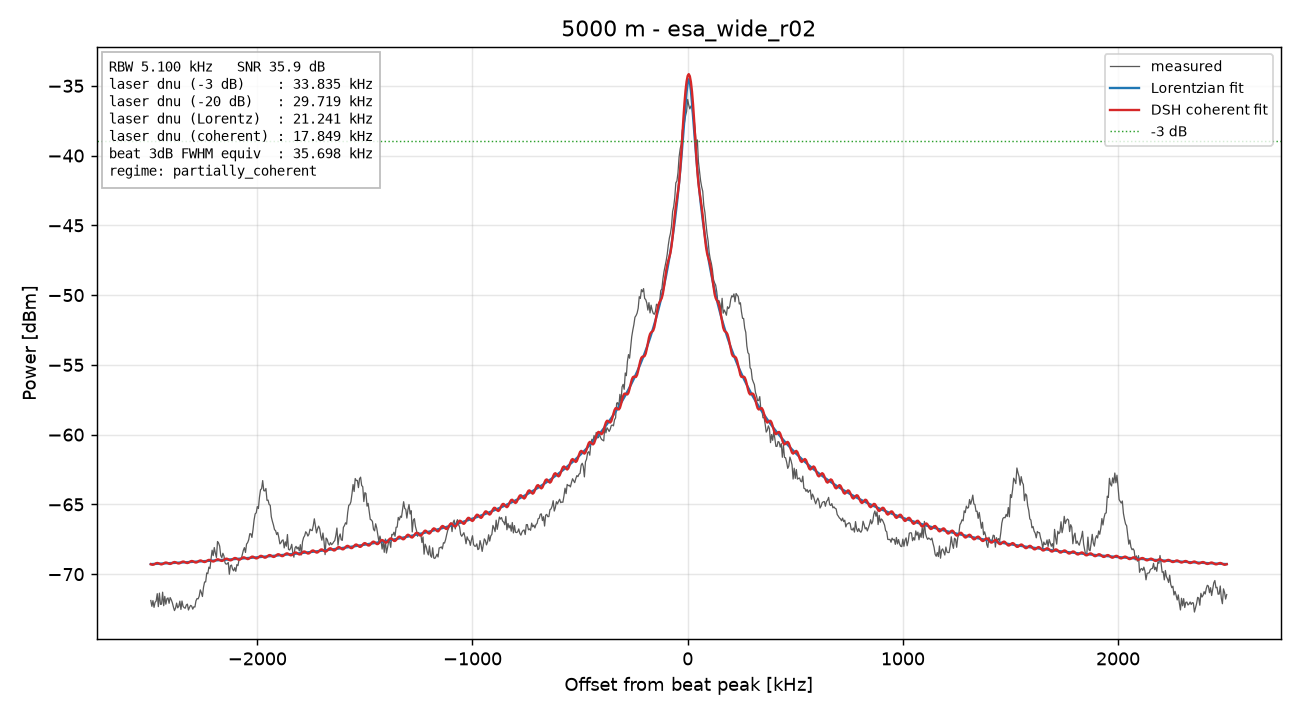 5000 m - esa_wide_r02
RBW 5.100 kHz   SNR 35.9 dB
laser dnu (-3 dB)    : 33.835 kHz
laser dnu (-20 dB)   : 29.719 kHz
laser dnu (Lorentz)  : 21.241 kHz
laser dnu (coherent) : 17.849 kHz
beat 3dB FWHM equiv  : 35.698 kHz
regime: partially_coherent
measured
Lorentzian fit
DSH coherent fit
-3 dB
Power [dBm]
−35
−40
−45
−50
−55
−60
−65
−70
−2000
−1000
0
1000
2000
Offset from beat peak [kHz]